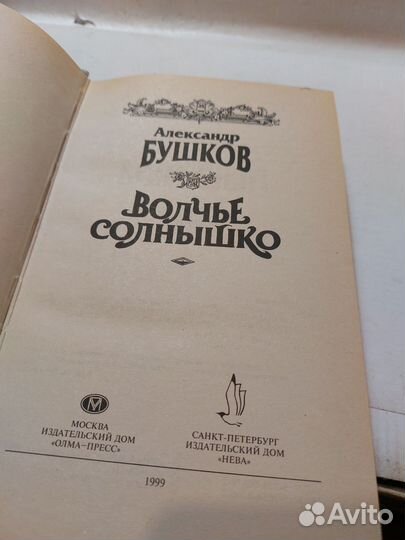 Александр
БУШКОВ
ВОЛЧЬЕ
СОЛНЫШКО
МОСКВА
ИЗДАТЕЛЬСКИЙ ДОМ
«ОЛМА–ПРЕСС»
САНКТ-ПЕТЕРБУРГ
ИЗДАТЕЛЬСКИЙ ДОМ
«НЕВА»
1999
Avito